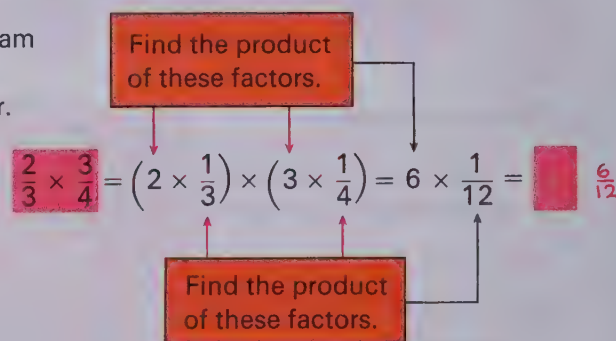 am
r.
Find the product
of these factors.
2/3 × 3/4 = (2 × 1/3) × (3 × 1/4) = 6 × 1/12 = 6/12
Find the product
of these factors.